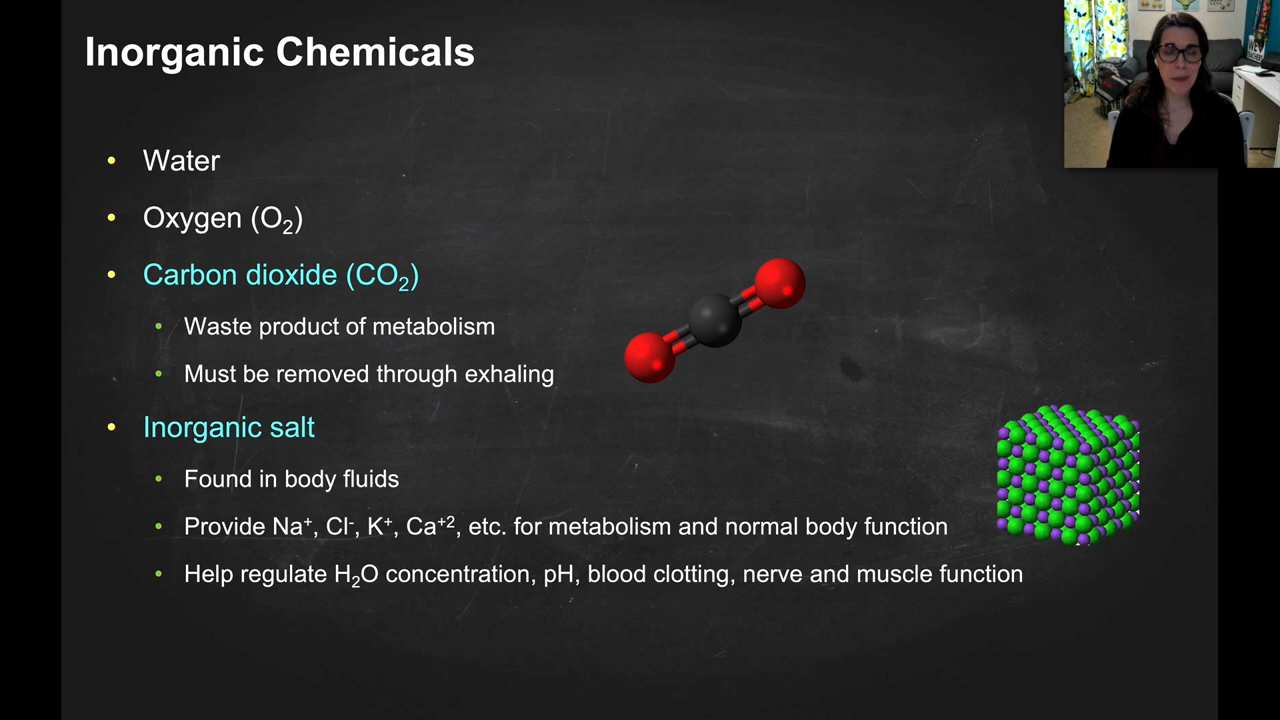 Inorganic Chemicals
• Water
• Oxygen (O₂)
• Carbon dioxide (CO₂)
• Waste product of metabolism
• Must be removed through exhaling
• Inorganic salt
• Found in body fluids
• Provide Na⁺, Cl⁻, K⁺, Ca⁺², etc. for metabolism and normal body function
• Help regulate H₂O concentration, pH, blood clotting, nerve and muscle function